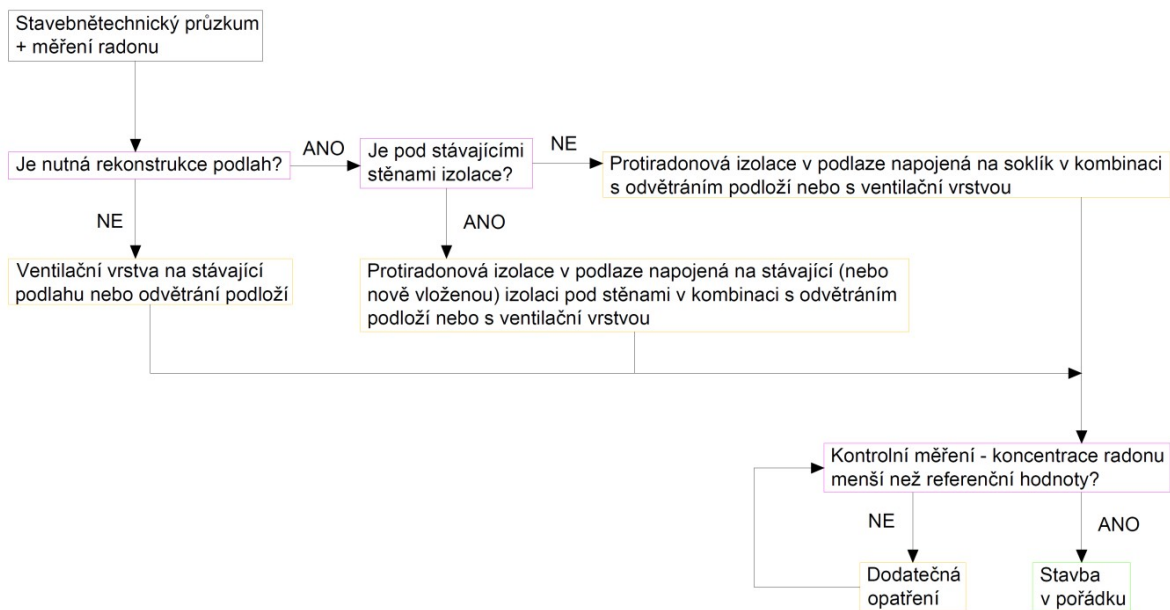 Stavebnětechnický průzkum
+ měření radonu
Je nutná rekonstrukce podlah?
ANO
Je pod stávajícími
stěnami izolace?
NE
Protiradonová izolace v podlaze napojená na soklík v kombinaci
s odvětráním podloží nebo s ventilační vrstvou
NE
ANO
Ventilační vrstva na stávající
podlahu nebo odvětrání podloží
Protiradonová izolace v podlaze napojená na stávající (nebo
nově vloženou) izolaci pod stěnami v kombinaci s odvětráním
podloží nebo s ventilační vrstvou
Kontrolní měření - koncentrace radonu
menší než referenční hodnoty?
NE
ANO
Dodatečná
opatření
Stavba
v pořádku